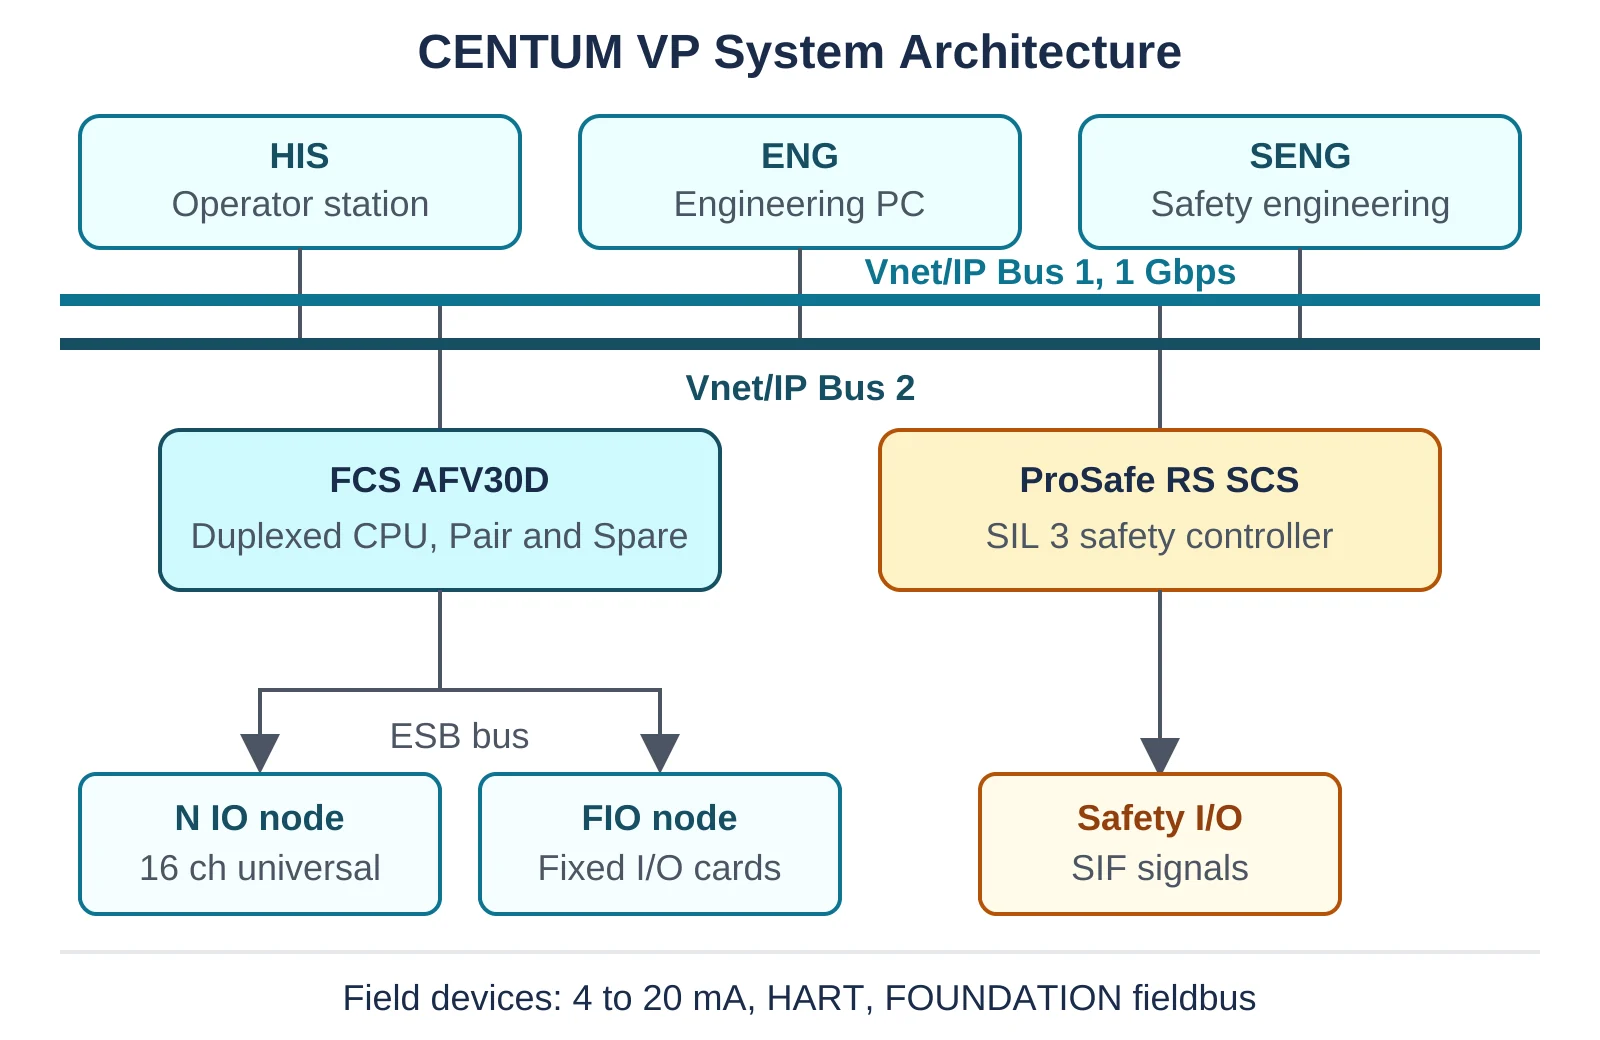 CENTUM VP System Architecture
HIS
Operator station
ENG
Engineering PC
SENG
Safety engineering
Vnet/IP Bus 1, 1 Gbps
Vnet/IP Bus 2
FCS AFV30D
Duplexed CPU, Pair and Spare
ProSafe RS SCS
SIL 3 safety controller
ESB bus
N IO node
16 ch universal
FIO node
Fixed I/O cards
Safety I/O
SIF signals
Field devices: 4 to 20 mA, HART, FOUNDATION fieldbus